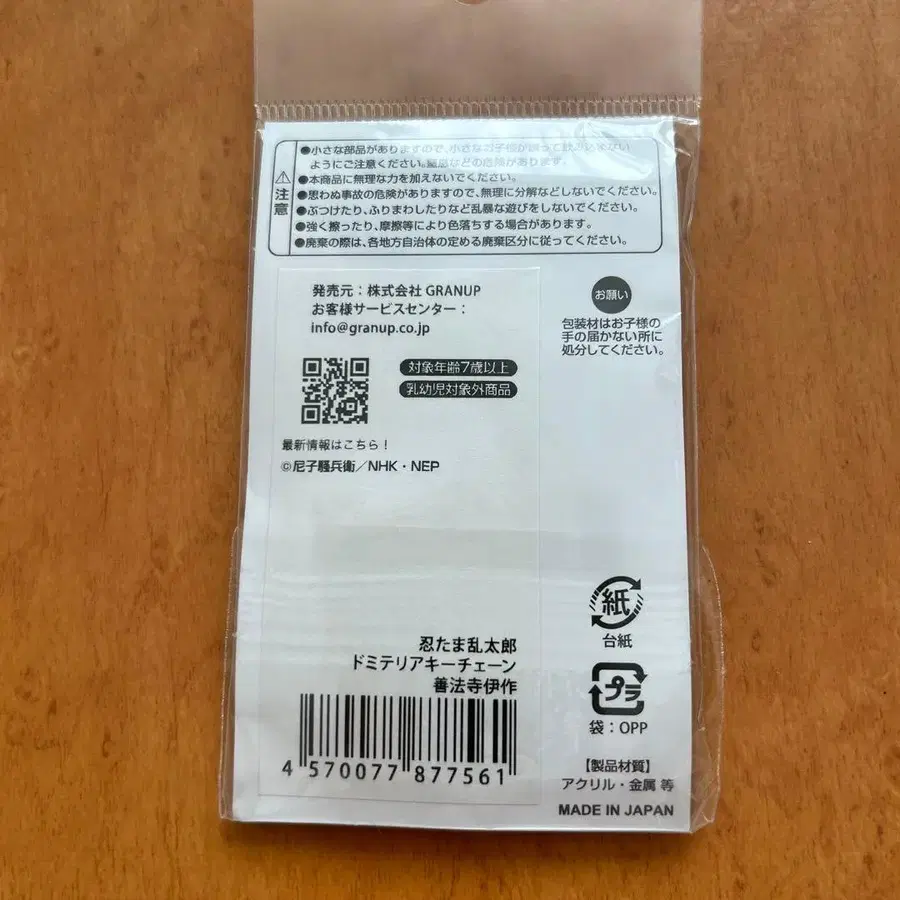 注意
●小さな部品がありますので、小さなお子様が誤って飲み込まない
ようにご注意ください。窒息などの危険があります。
●本商品に無理な力を加えないでください。
●思わぬ事故の危険がありますので、無理に分解などしないでください。
●ぶつけたり、ふりまわしたりなど乱暴な遊びをしないでください。
●強く擦ったり、摩擦等により色落ちする場合があります。
●廃棄の際は、各地方自治体の定める廃棄区分に従ってください。
発売元：株式会社 GRANUP
お客様サービスセンター：
info@granup.co.jp
対象年齢7歳以上
乳幼児対象外商品
最新情報はこちら！
©尼子騒兵衛／NHK・NEP
お願い
包装材はお子様の
手の届かない所に
処分してください。
忍たま乱太郎
ドミテリアキーチェーン
善法寺伊作
4 570077 877561
紙
台紙
プラ
袋：OPP
【製品材質】
アクリル・金属 等
MADE IN JAPAN